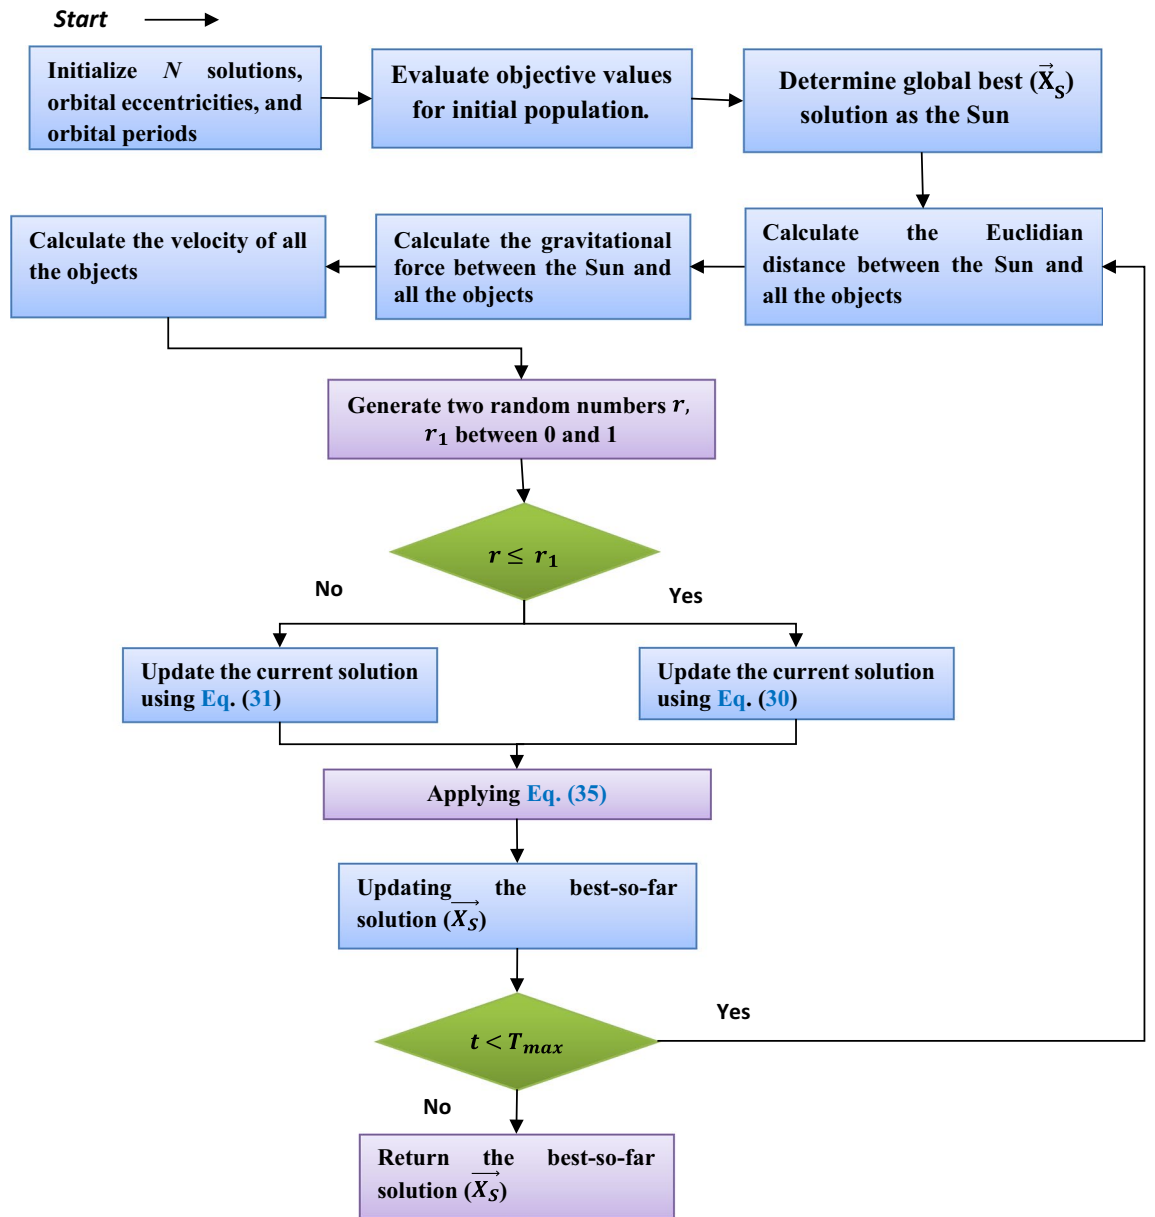 Start
Initialize N solutions,
orbital eccentricities, and
orbital periods
Evaluate objective values
for initial population.
Determine global best (X⃗_S)
solution as the Sun
Calculate the velocity of all
the objects
Calculate the gravitational
force between the Sun and
all the objects
Calculate the Euclidian
distance between the Sun and
all the objects
Generate two random numbers r,
r₁ between 0 and 1
r ≤ r₁
No
Yes
Update the current solution
using Eq. (31)
Update the current solution
using Eq. (30)
Applying Eq. (35)
Updating the best-so-far
solution (X_S⃗)
t < T_max
Yes
No
Return the best-so-far
solution (X_S⃗)